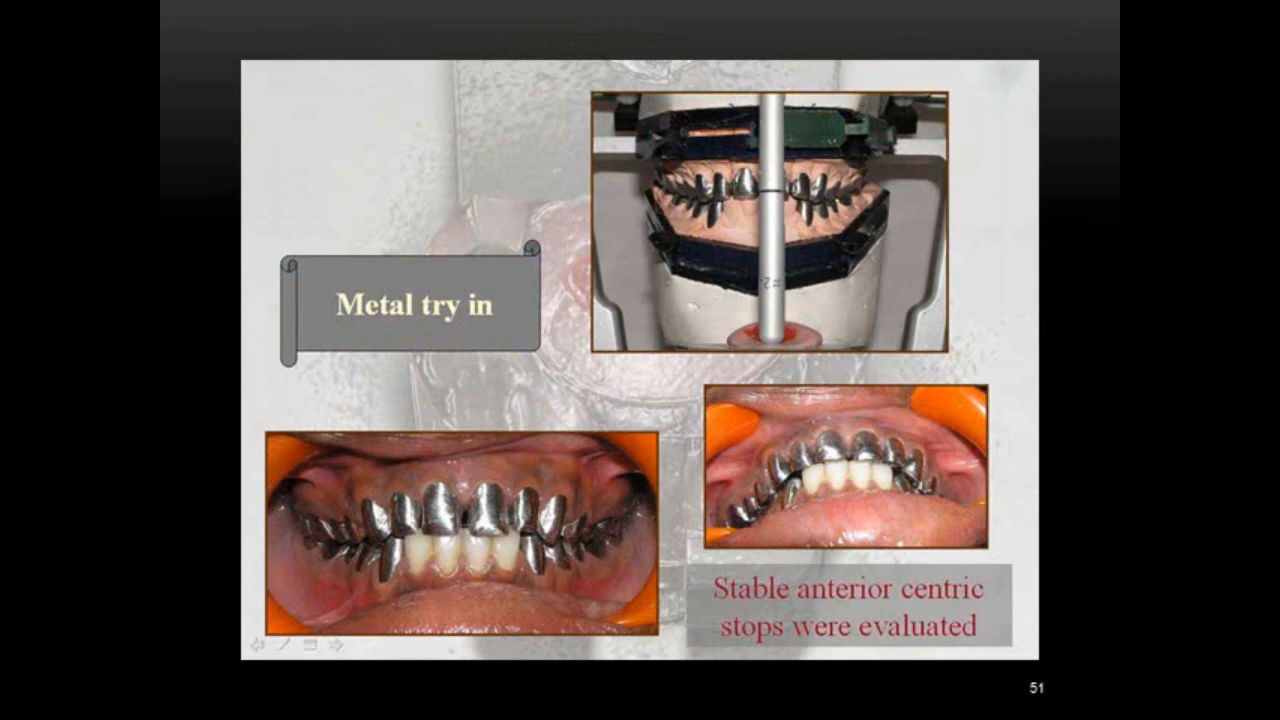 Metal try in
Stable anterior centric
stops were evaluated
51